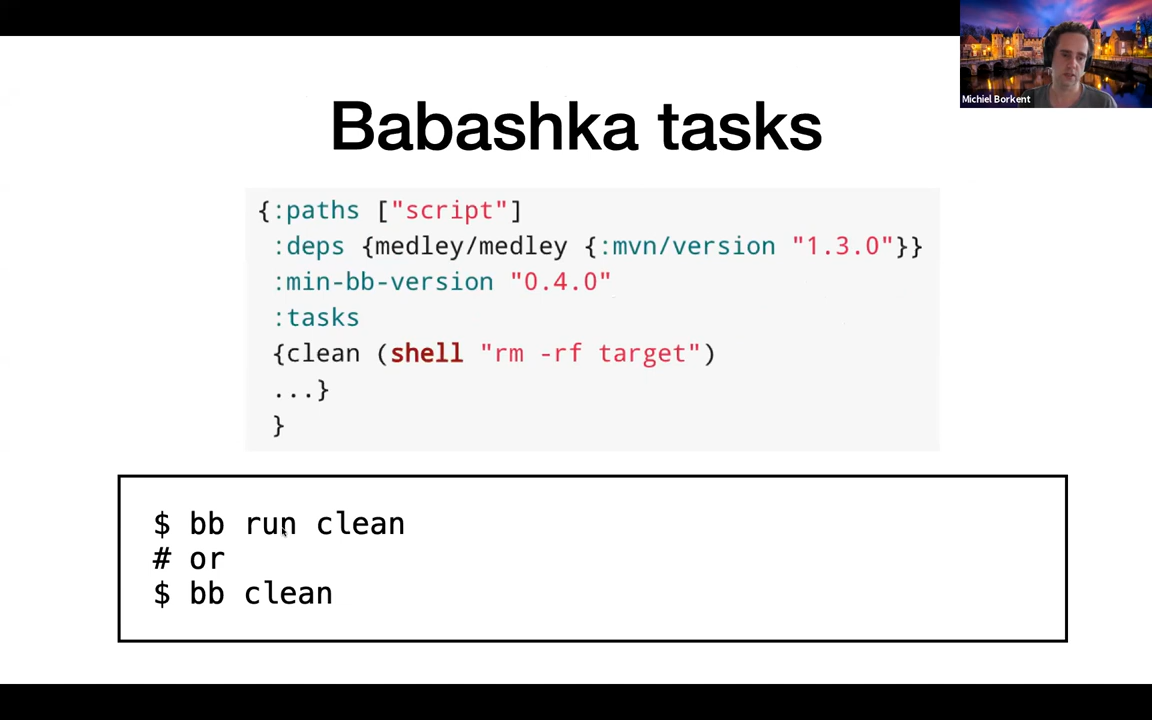 Michiel Borkent
Babashka tasks
{:paths ["script"]
:deps {medley/medley {:mvn/version "1.3.0"}}
:min-bb-version "0.4.0"
:tasks
{clean (shell "rm -rf target")
...}
}
$ bb run clean
# or
$ bb clean